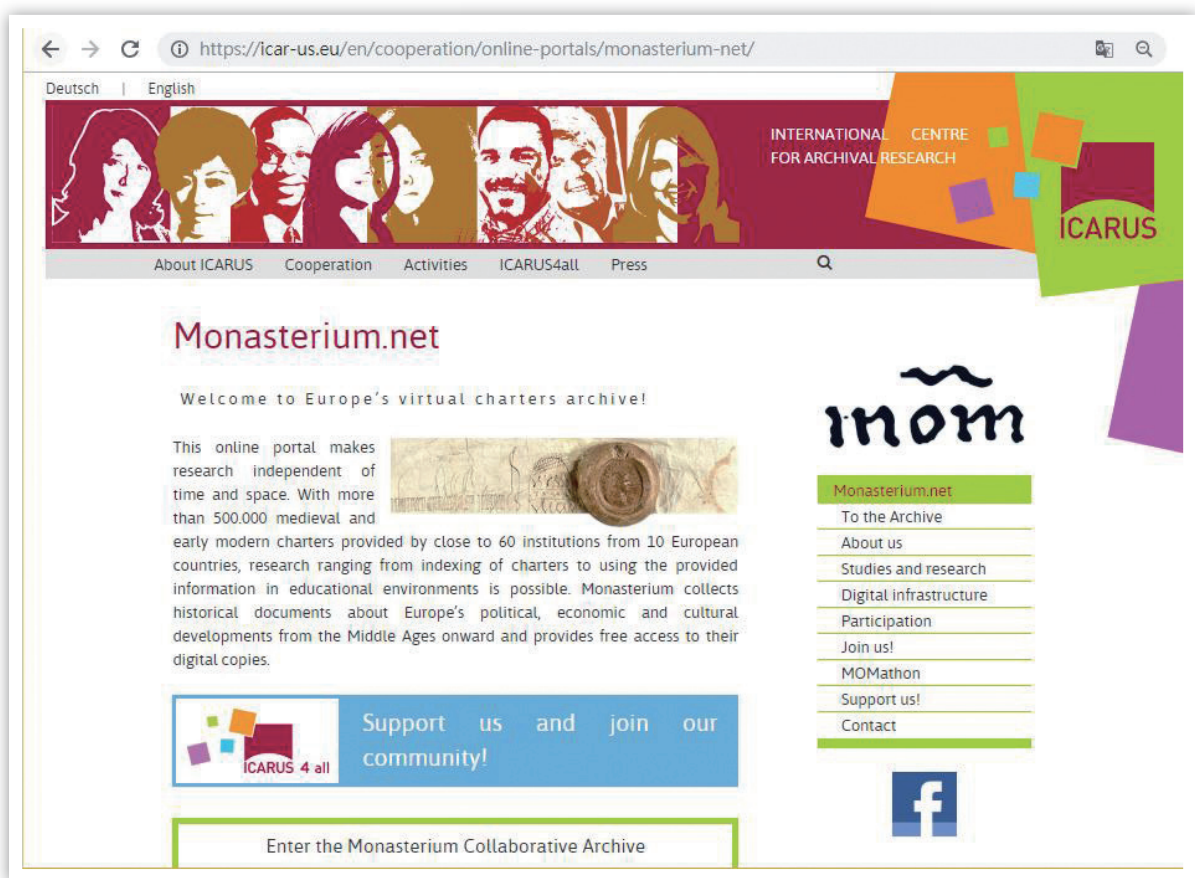 https://icar-us.eu/en/cooperation/online-portals/monasterium-net/
Deutsch | English
INTERNATIONAL CENTRE
FOR ARCHIVAL RESEARCH
ICARUS
About ICARUS Cooperation Activities ICARUS4all Press
Monasterium.net
Welcome to Europe's virtual charters archive!
This online portal makes
research independent of
time and space. With more
than 500.000 medieval and
early modern charters provided by close to 60 institutions from 10 European
countries, research ranging from indexing of charters to using the provided
information in educational environments is possible. Monasterium collects
historical documents about Europe's political, economic and cultural
developments from the Middle Ages onward and provides free access to their
digital copies.
ICARUS 4 all
Support us and join our
community!
Enter the Monasterium Collaborative Archive
mom
Monasterium.net
To the Archive
About us
Studies and research
Digital infrastructure
Participation
Join us!
MOMathon
Support us!
Contact
f